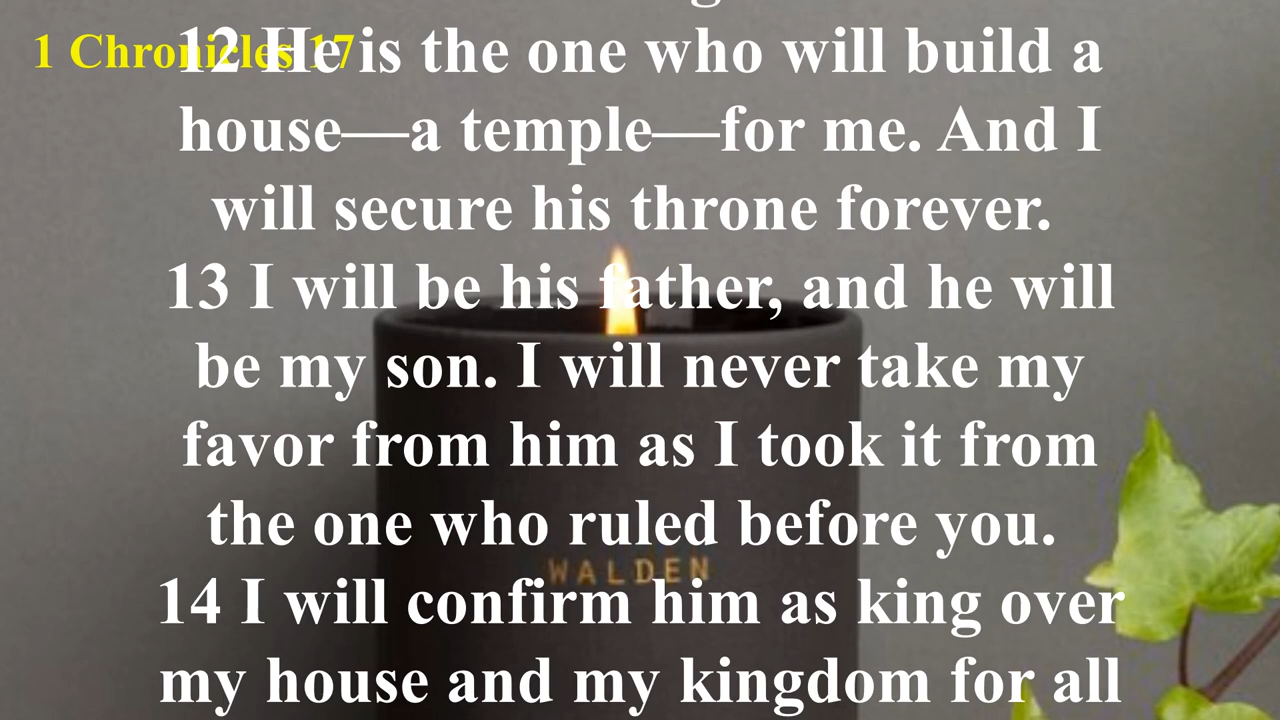 1 Chronicles 17
12 He is the one who will build a
house—a temple—for me. And I
will secure his throne forever.
13 I will be his father, and he will
be my son. I will never take my
favor from him as I took it from
the one who ruled before you.
WALDEN
14 I will confirm him as king over
my house and my kingdom for all